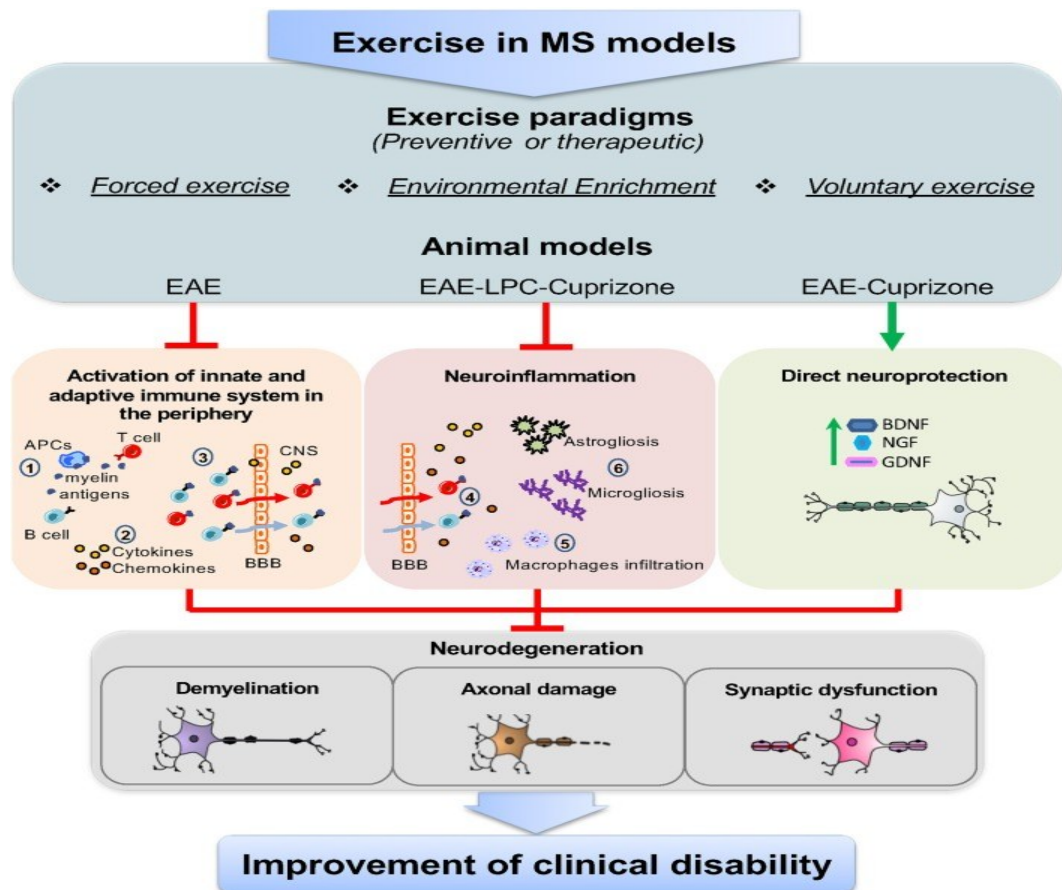 Exercise in MS models
Exercise paradigms
(Preventive or therapeutic)
❖ Forced exercise ❖ Environmental Enrichment ❖ Voluntary exercise
Animal models
EAE EAE-LPC-Cuprizone EAE-Cuprizone
Activation of innate and
adaptive immune system in
the periphery
APCs
T cell
1
myelin
antigens
3
CNS
B cell
2
Cytokines
Chemokines
BBB
Neuroinflammation
Astrogliosis
6
4
Microgliosis
5
BBB
Macrophages infiltration
Direct neuroprotection
BDNF
NGF
GDNF
Neurodegeneration
Demyelination
Axonal damage
Synaptic dysfunction
Improvement of clinical disability